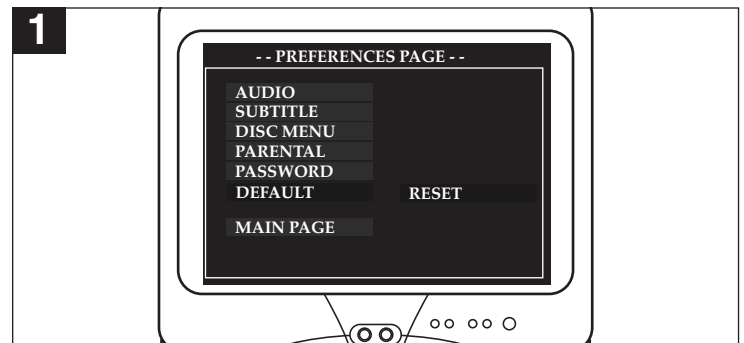 1
- - PREFERENCES PAGE - -
AUDIO
SUBTITLE
DISC MENU
PARENTAL
PASSWORD
DEFAULT RESET
MAIN PAGE